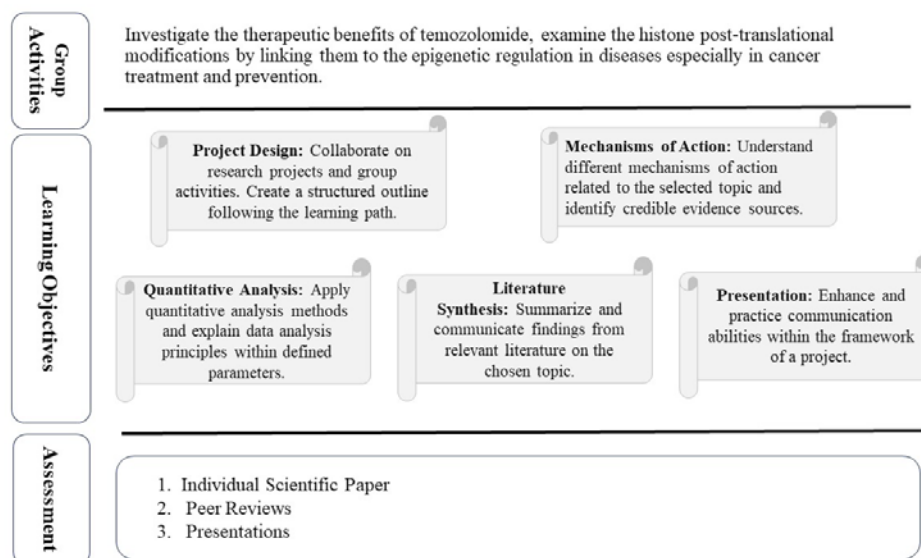 Group
Activities
Investigate the therapeutic benefits of temozolomide, examine the histone post-translational
modifications by linking them to the epigenetic regulation in diseases especially in cancer
treatment and prevention.
Learning Objectives
Project Design: Collaborate on
research projects and group
activities. Create a structured outline
following the learning path.
Mechanisms of Action: Understand
different mechanisms of action
related to the selected topic and
identify credible evidence sources.
Quantitative Analysis: Apply
quantitative analysis methods
and explain data analysis
principles within defined
parameters.
Literature
Synthesis: Summarize and
communicate findings from
relevant literature on the
chosen topic.
Presentation: Enhance and
practice communication
abilities within the framework
of a project.
Assessment
1. Individual Scientific Paper
2. Peer Reviews
3. Presentations